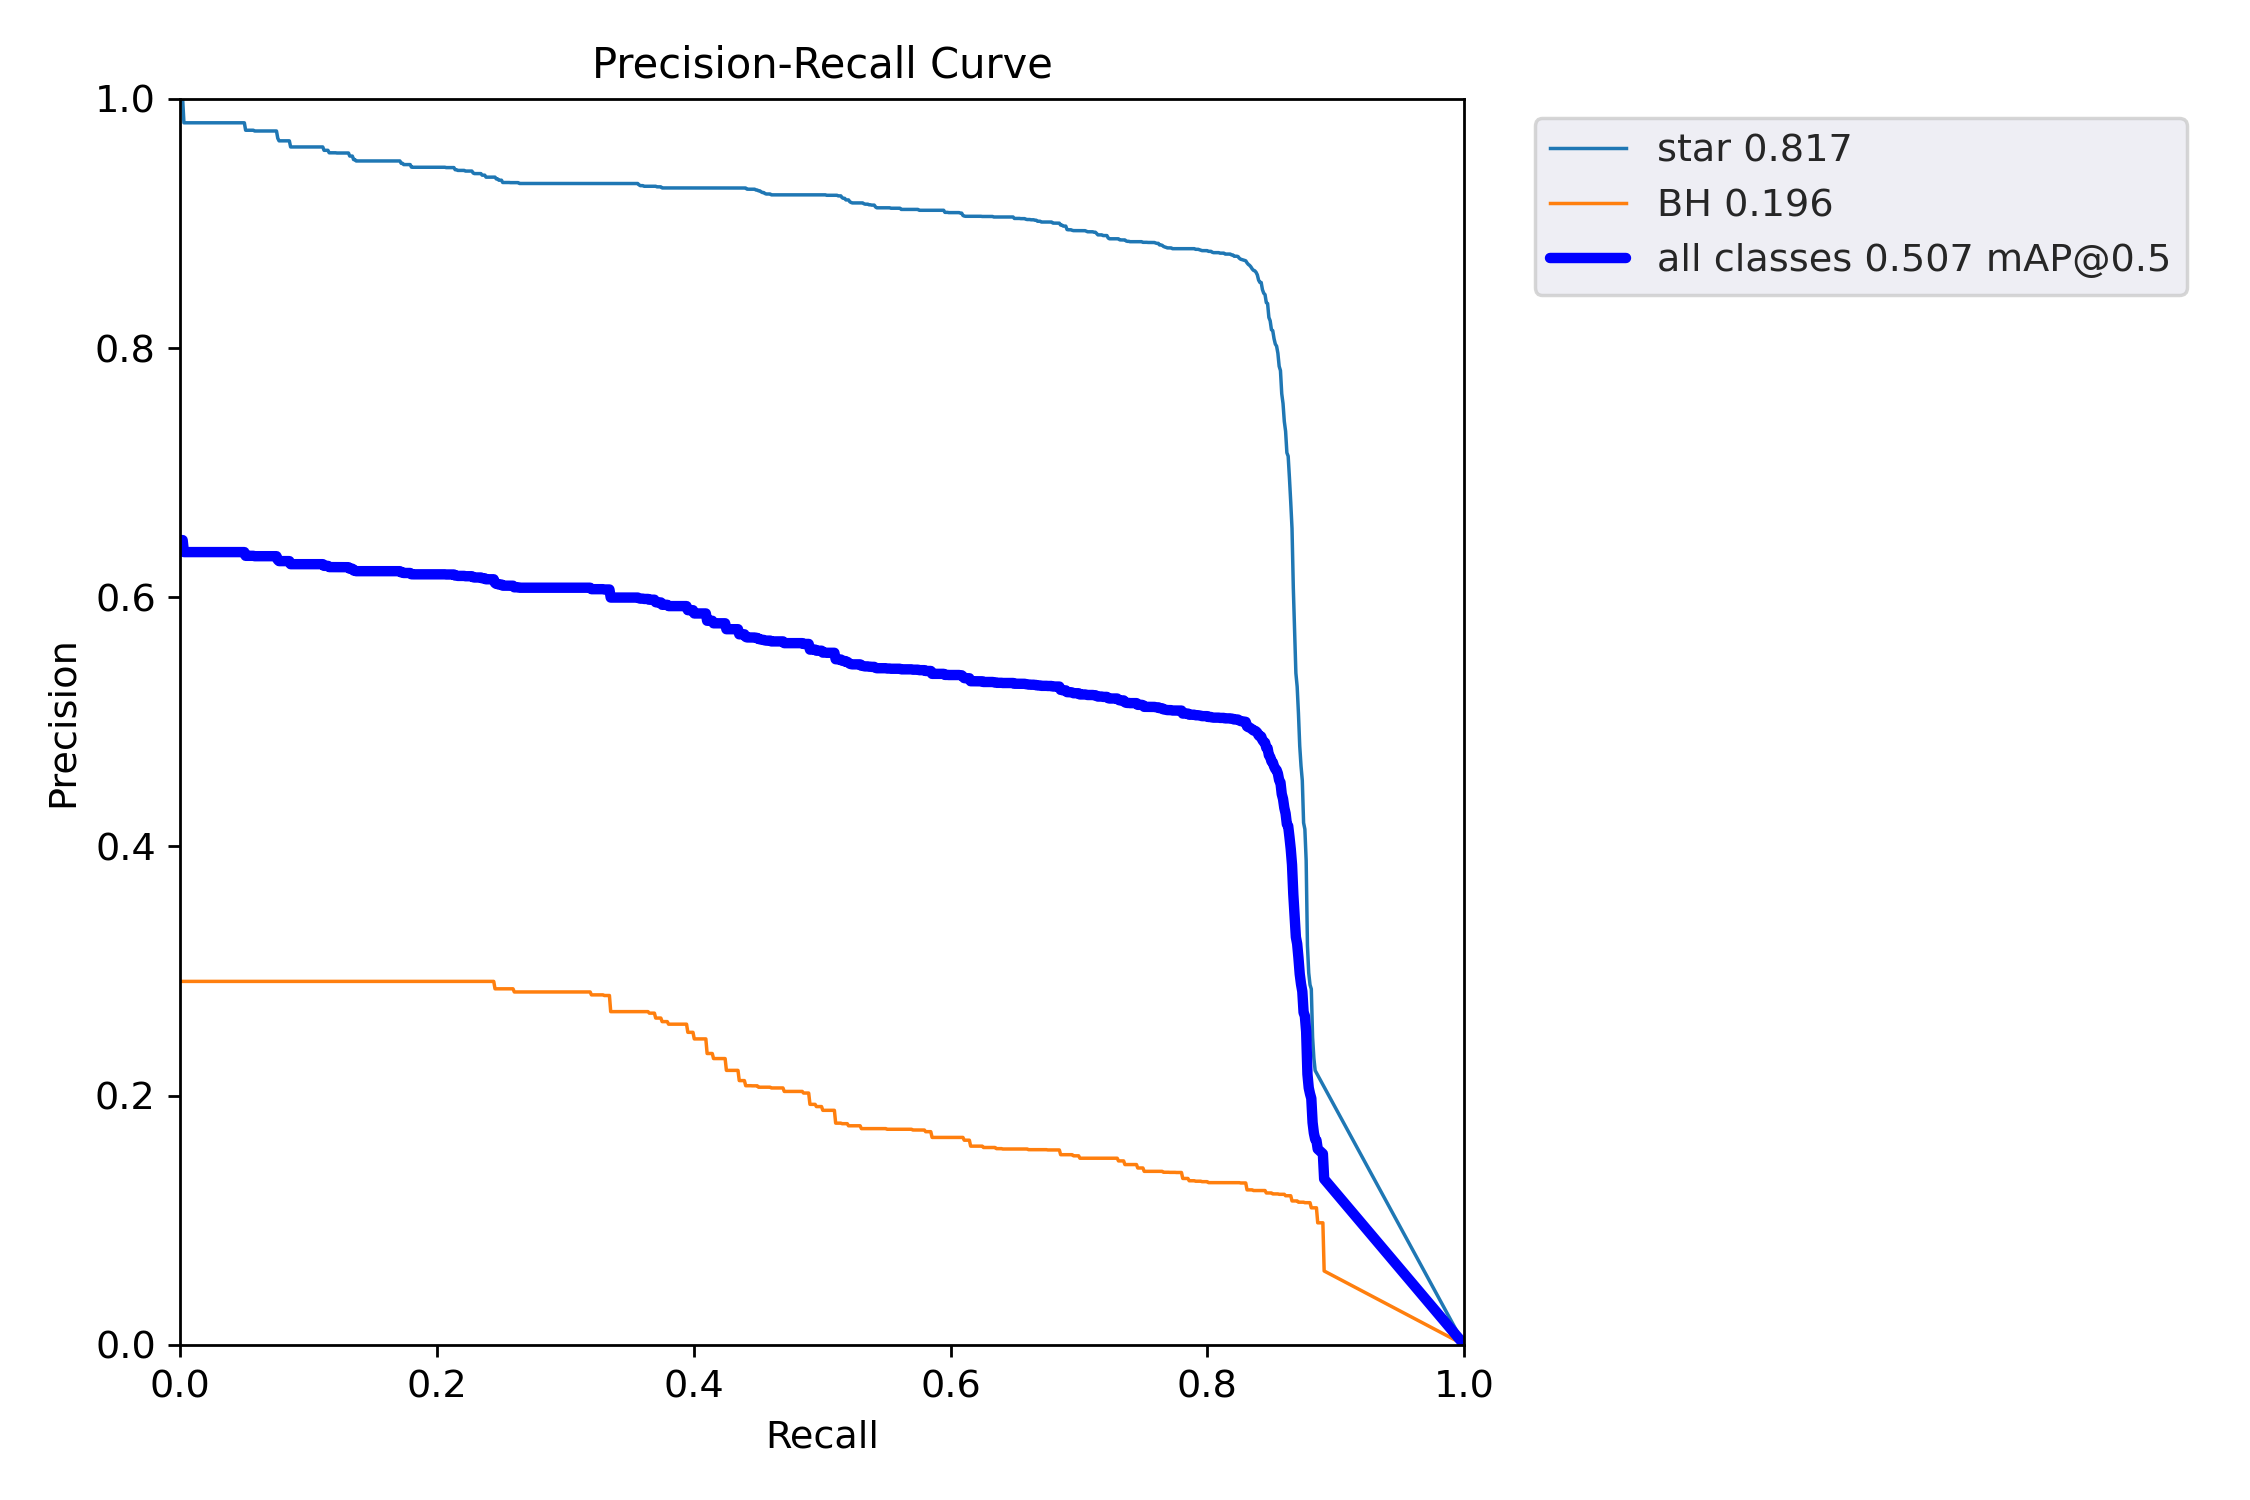 Precision-Recall Curve
star 0.817
BH 0.196
all classes 0.507 mAP@0.5
Precision
1.0
0.8
0.6
0.4
0.2
0.0
0.0 0.2 0.4 0.6 0.8 1.0
Recall